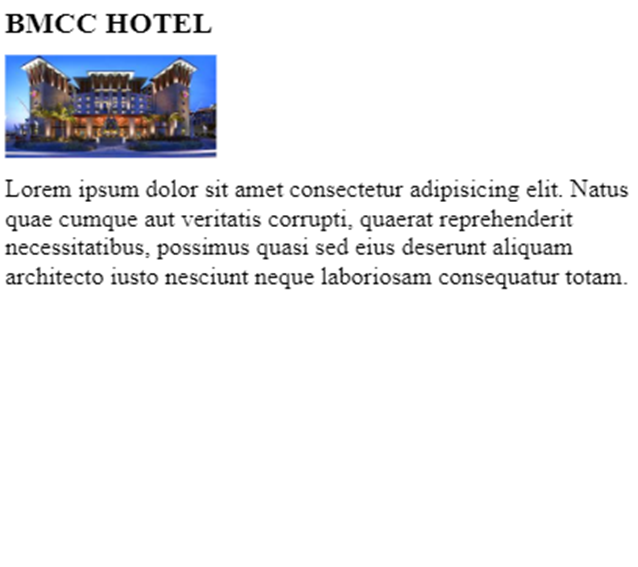 BMCC HOTEL
Lorem ipsum dolor sit amet consectetur adipisicing elit. Natus
quae cumque aut veritatis corrupti, quaerat reprehenderit
necessitatibus, possimus quasi sed eius deserunt aliquam
architecto iusto nesciunt neque laboriosam consequatur totam.